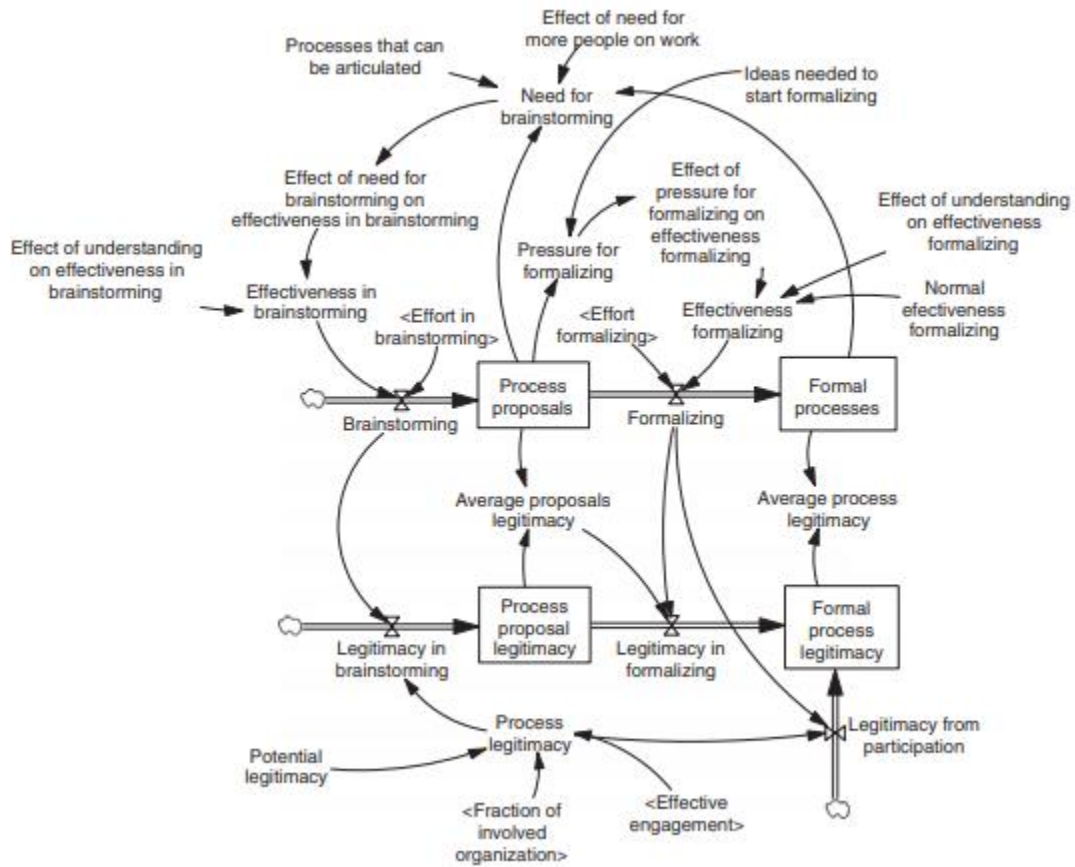 Effect of need for
more people on work
Processes that can
be articulated
Ideas needed to
start formalizing
Need for
brainstorming
Effect of need for
brainstorming on
effectiveness in brainstorming
Effect of
pressure for
formalizing on
effectiveness
formalizing
Effect of understanding
on effectiveness
formalizing
Effect of understanding
on effectiveness in
brainstorming
Pressure for
formalizing
Effectiveness in
brainstorming
<Effort in
brainstorming>
<Effort
formalizing>
Effectiveness
formalizing
Normal
efectiveness
formalizing
Process
proposals
Formal
processes
Brainstorming
Formalizing
Average proposals
legitimacy
Average process
legitimacy
Process
proposal
legitimacy
Formal
process
legitimacy
Legitimacy in
brainstorming
Legitimacy in
formalizing
Process
legitimacy
Legitimacy from
participation
Potential
legitimacy
<Fraction of
involved
organization>
<Effective
engagement>